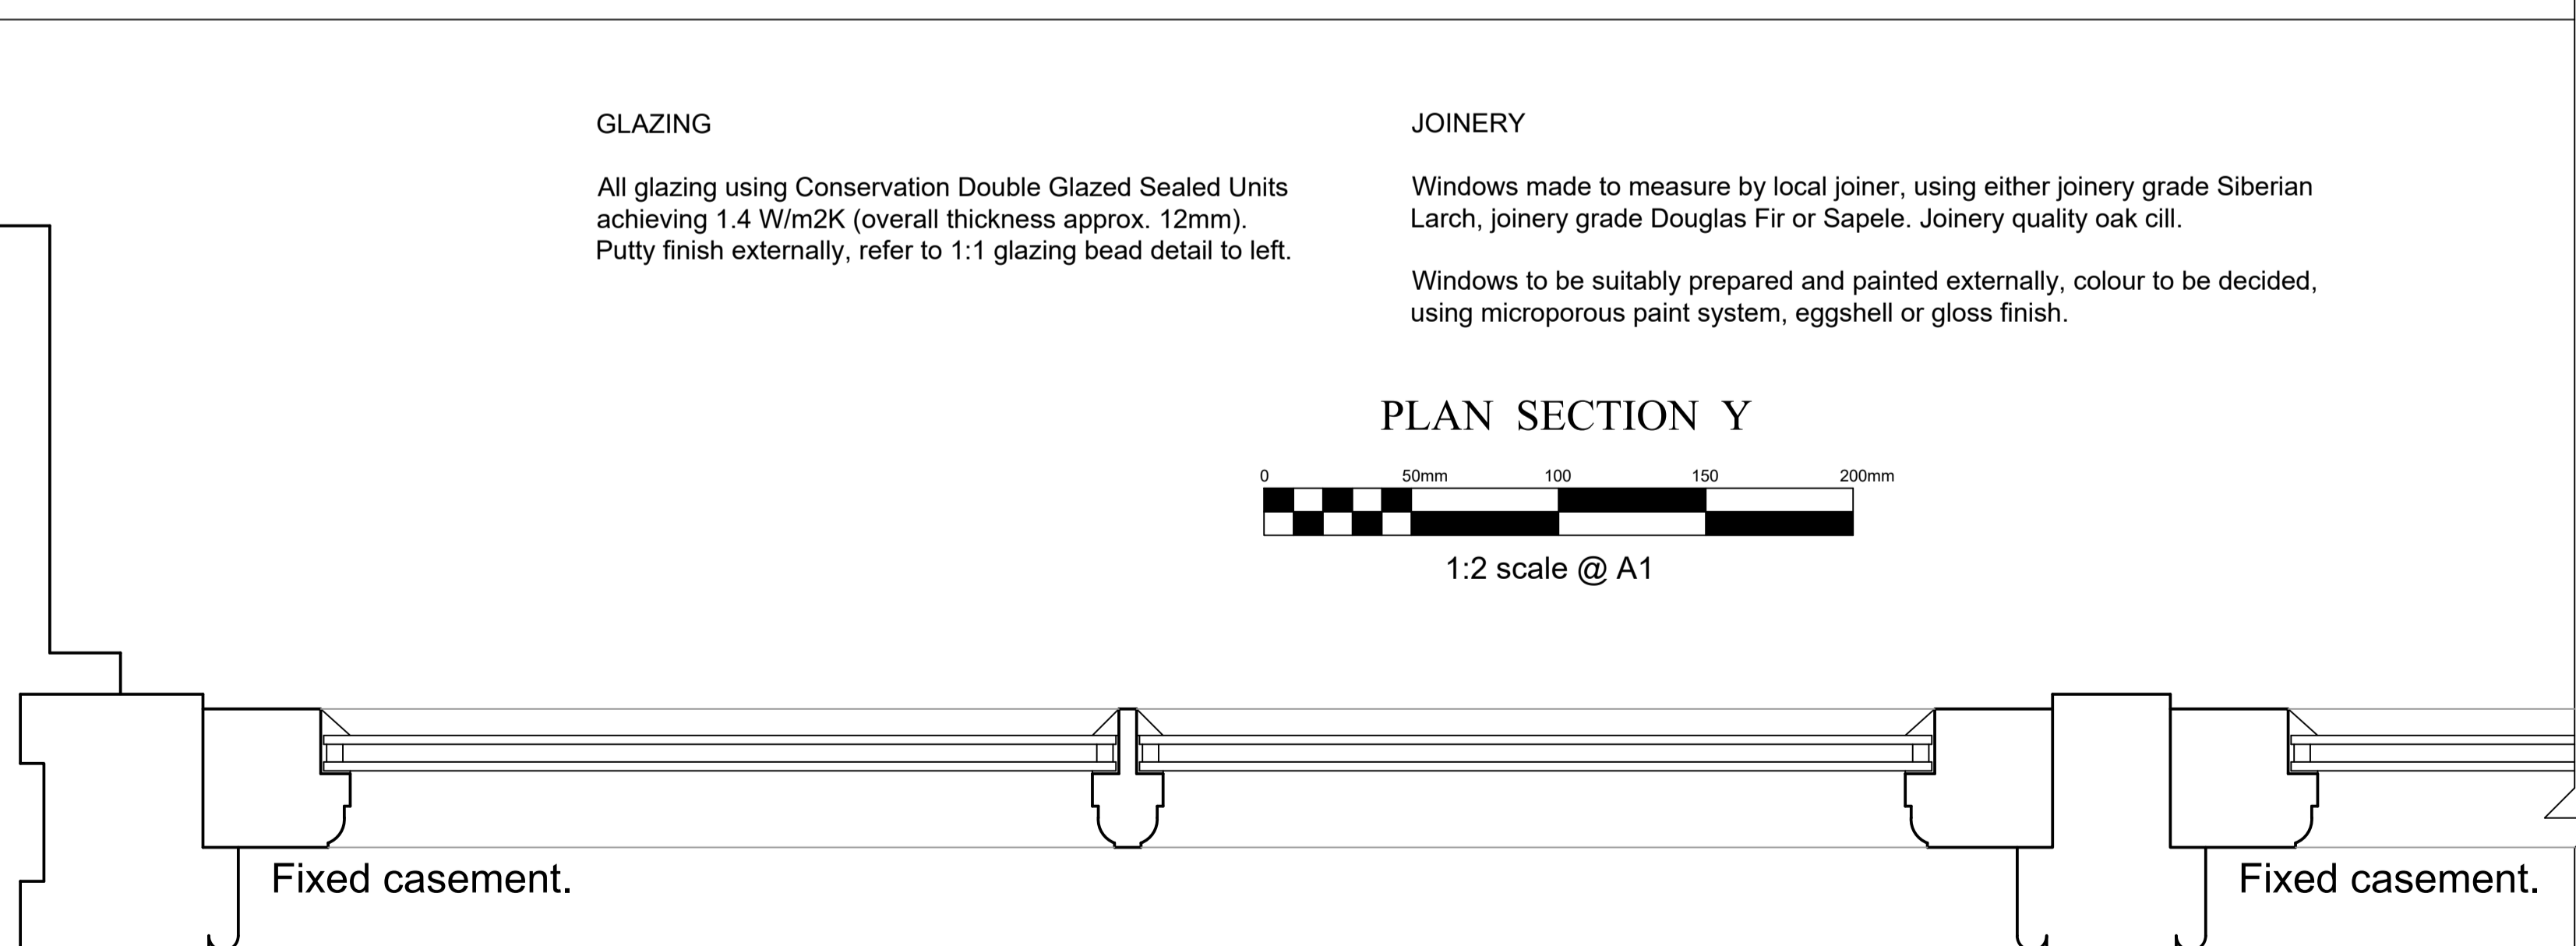 GLAZING
All glazing using Conservation Double Glazed Sealed Units
achieving 1.4 W/m2K (overall thickness approx. 12mm).
Putty finish externally, refer to 1:1 glazing bead detail to left.
JOINERY
Windows made to measure by local joiner, using either joinery grade Siberian
Larch, joinery grade Douglas Fir or Sapele. Joinery quality oak cill.
Windows to be suitably prepared and painted externally, colour to be decided,
using microporous paint system, eggshell or gloss finish.
PLAN SECTION Y
0 50mm 100 150 200mm
1:2 scale @ A1
Fixed casement.
Fixed casement.